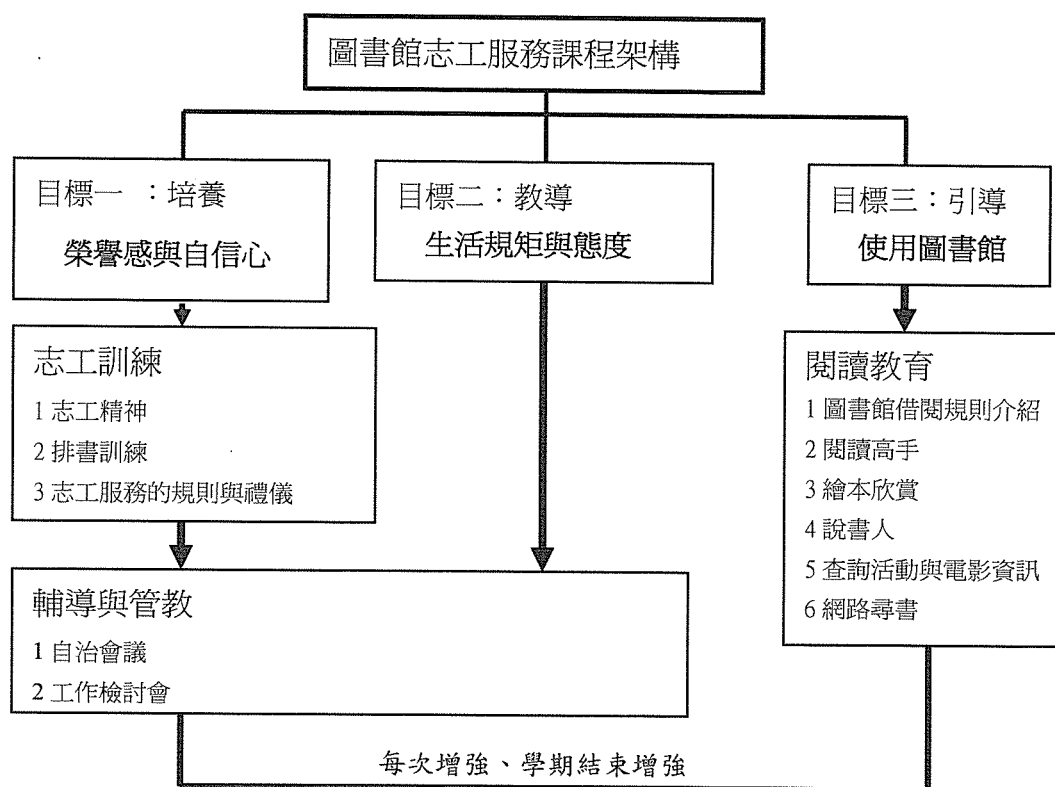 圖書館志工服務課程架構
目標一 ：培養
榮譽感與自信心
目標二：教導
生活規矩與態度
目標三：引導
使用圖書館
志工訓練
1 志工精神
2 排書訓練
3 志工服務的規則與禮儀
閱讀教育
1 圖書館借閱規則介紹
2 閱讀高手
3 繪本欣賞
4 說書人
5 查詢活動與電影資訊
6 網路尋書
輔導與管教
1 自治會議
2 工作檢討會
每次增強、學期結束增強